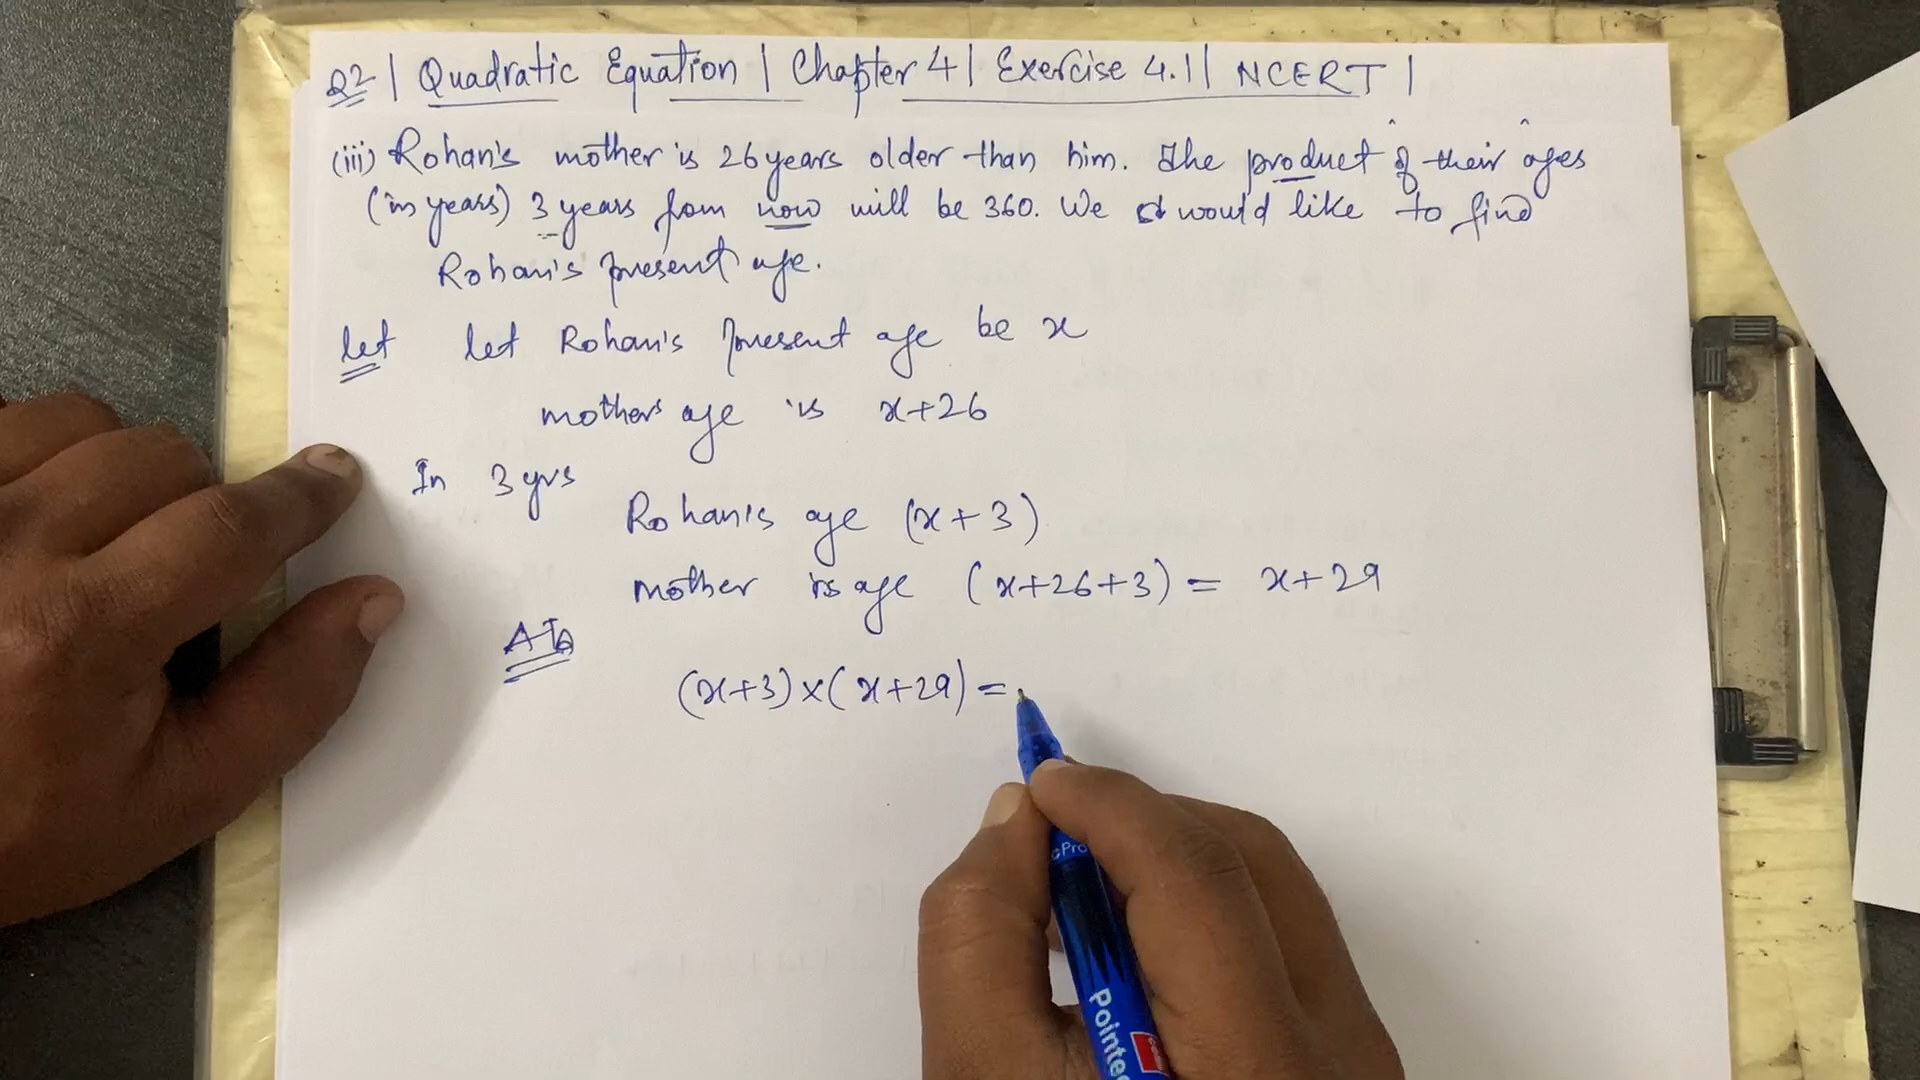 Q2 | Quadratic Equation | Chapter 4 | Exercise 4.1 | NCERT |
(iii) Rohan's mother is 26 years older than him. The product of their ages
(in years) 3 years from now will be 360. We would like to find
Rohan's present age.
let let Rohan's present age be x
mother's age is x+26
In 3 yrs
Rohan's age (x+3)
mother is age (x+26+3) = x+29
ATQ
(x+3)×(x+29)=
cPro
Pointec